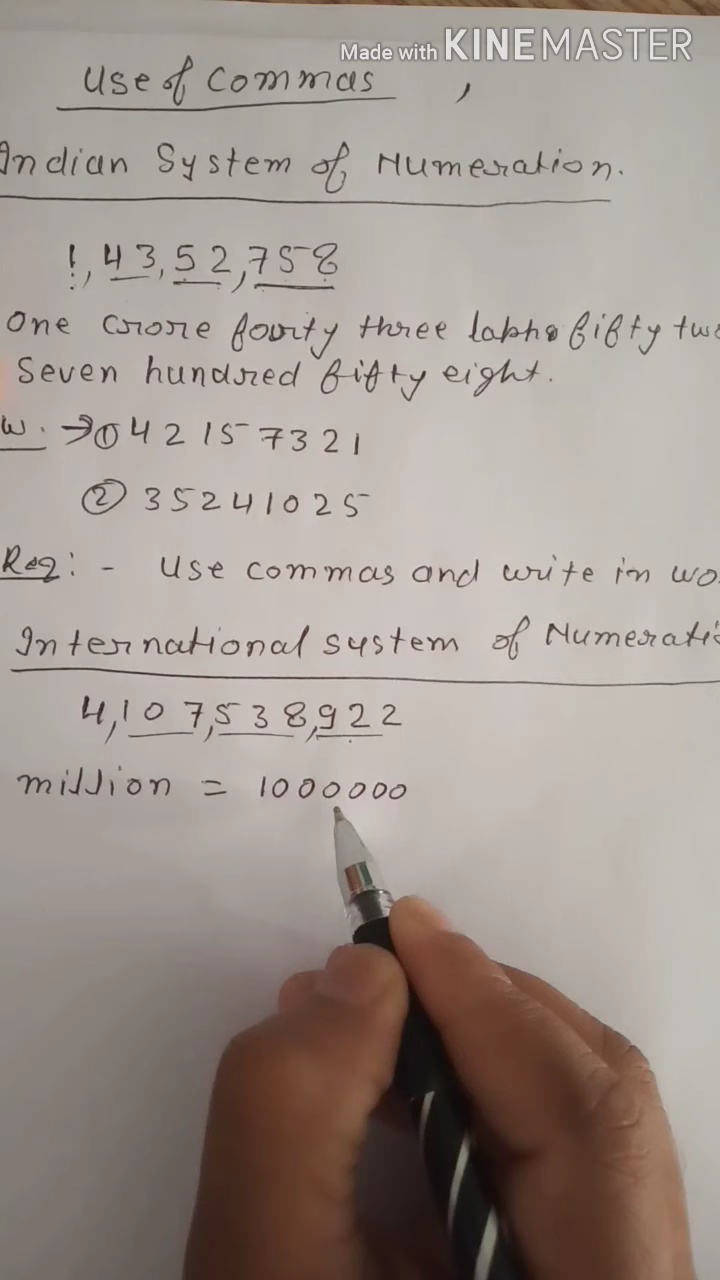 Made with KINEMASTER
Use of Commas ,
Indian System of Numeration.
1,43,52,758
One crore fourty three lakhs fifty two
Seven hundred fifty eight.
W. → ① 42157321
② 35241025
Req: - Use commas and write in wo
International system of Numerati
4,107,538,922
million = 1000000